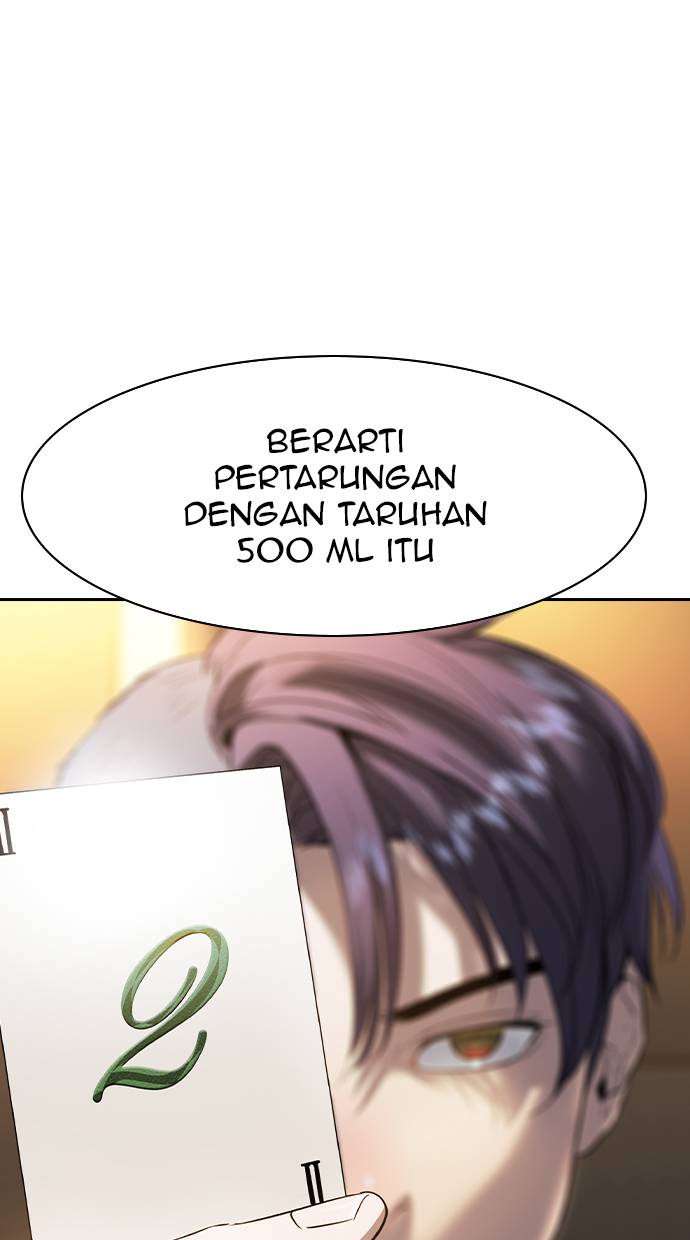 BERARTI
PERTARUNGAN
DENGAN TARUHAN
500 ML ITU
II
2
II